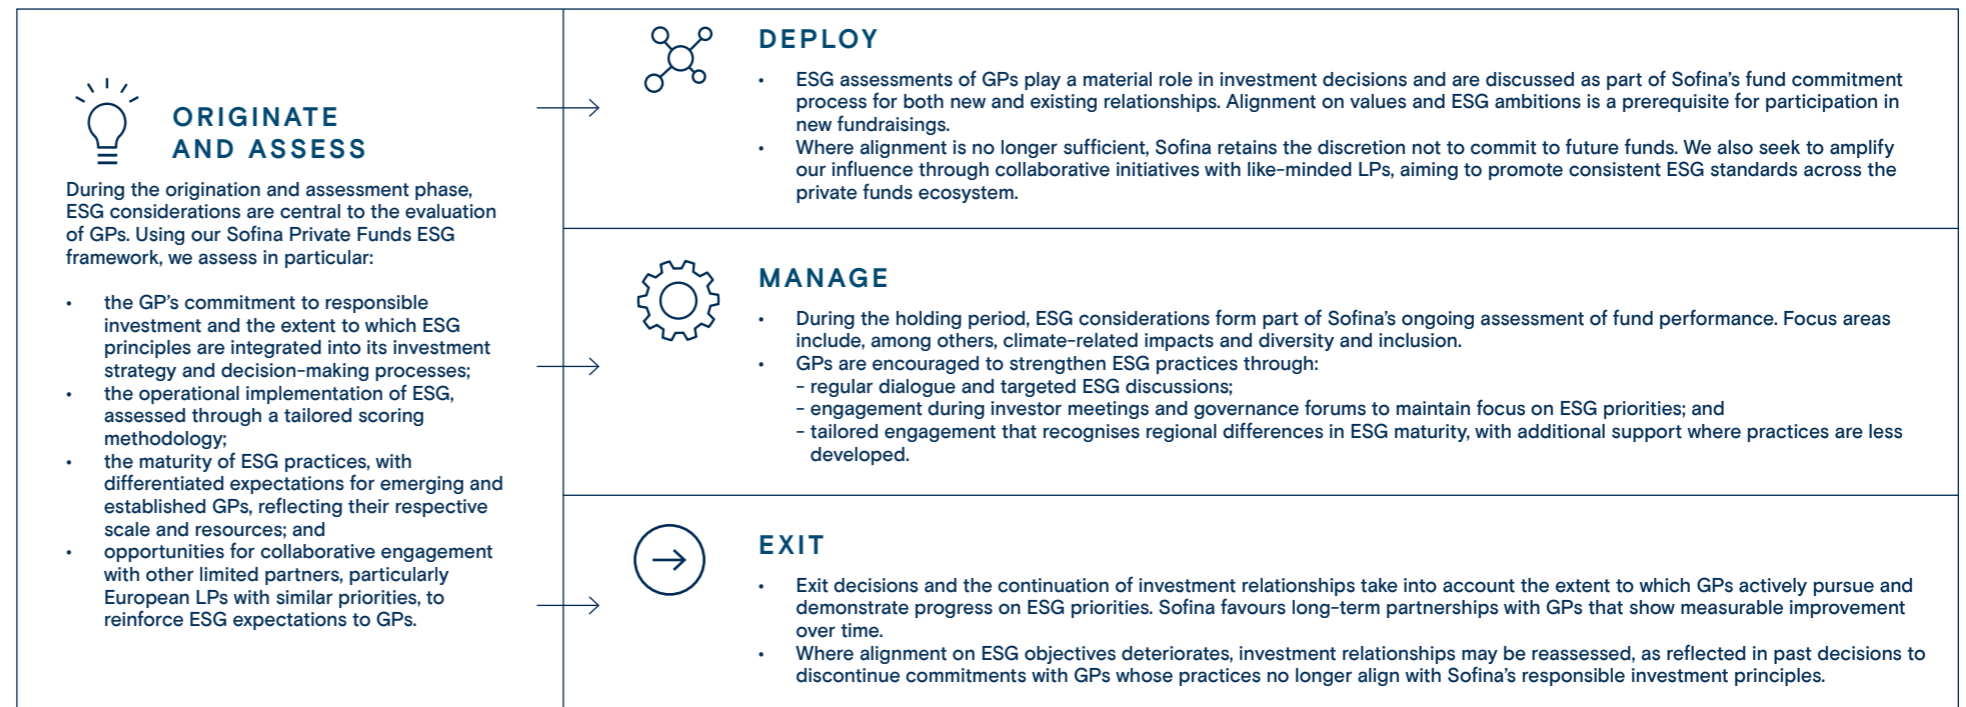 ORIGINATE
AND ASSESS
During the origination and assessment phase,
ESG considerations are central to the evaluation
of GPs. Using our Sofina Private Funds ESG
framework, we assess in particular:
• the GP's commitment to responsible
investment and the extent to which ESG
principles are integrated into its investment
strategy and decision-making processes;
• the operational implementation of ESG,
assessed through a tailored scoring
methodology;
• the maturity of ESG practices, with
differentiated expectations for emerging and
established GPs, reflecting their respective
scale and resources; and
• opportunities for collaborative engagement
with other limited partners, particularly
European LPs with similar priorities, to
reinforce ESG expectations to GPs.
DEPLOY
• ESG assessments of GPs play a material role in investment decisions and are discussed as part of Sofina's fund commitment
process for both new and existing relationships. Alignment on values and ESG ambitions is a prerequisite for participation in
new fundraisings.
• Where alignment is no longer sufficient, Sofina retains the discretion not to commit to future funds. We also seek to amplify
our influence through collaborative initiatives with like-minded LPs, aiming to promote consistent ESG standards across the
private funds ecosystem.
MANAGE
• During the holding period, ESG considerations form part of Sofina's ongoing assessment of fund performance. Focus areas
include, among others, climate-related impacts and diversity and inclusion.
• GPs are encouraged to strengthen ESG practices through:
– regular dialogue and targeted ESG discussions;
– engagement during investor meetings and governance forums to maintain focus on ESG priorities; and
– tailored engagement that recognises regional differences in ESG maturity, with additional support where practices are less
developed.
EXIT
• Exit decisions and the continuation of investment relationships take into account the extent to which GPs actively pursue and
demonstrate progress on ESG priorities. Sofina favours long-term partnerships with GPs that show measurable improvement
over time.
• Where alignment on ESG objectives deteriorates, investment relationships may be reassessed, as reflected in past decisions to
discontinue commitments with GPs whose practices no longer align with Sofina's responsible investment principles.